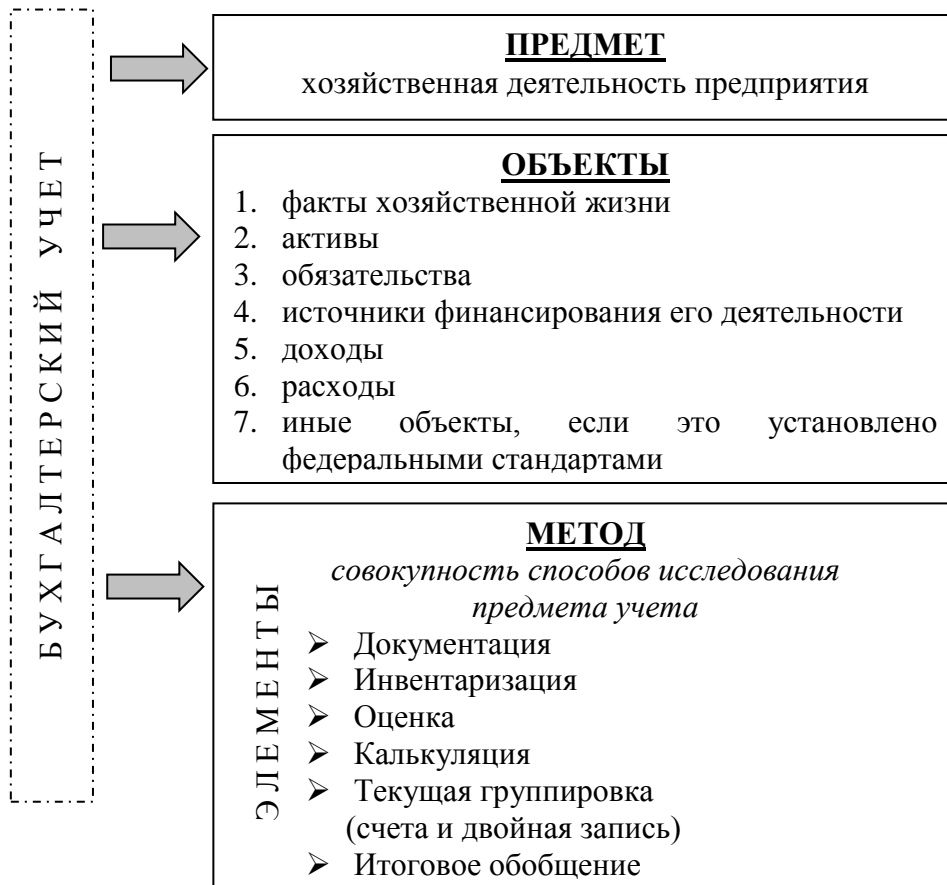 БУХГАЛТЕРСКИЙ УЧЕТ
ПРЕДМЕТ
хозяйственная деятельность предприятия
ОБЪЕКТЫ
1. факты хозяйственной жизни
2. активы
3. обязательства
4. источники финансирования его деятельности
5. доходы
6. расходы
7. иные объекты, если это установлено
федеральными стандартами
МЕТОД
совокупность способов исследования
предмета учета
ЭЛЕМЕНТЫ
➢ Документация
➢ Инвентаризация
➢ Оценка
➢ Калькуляция
➢ Текущая группировка
(счета и двойная запись)
➢ Итоговое обобщение